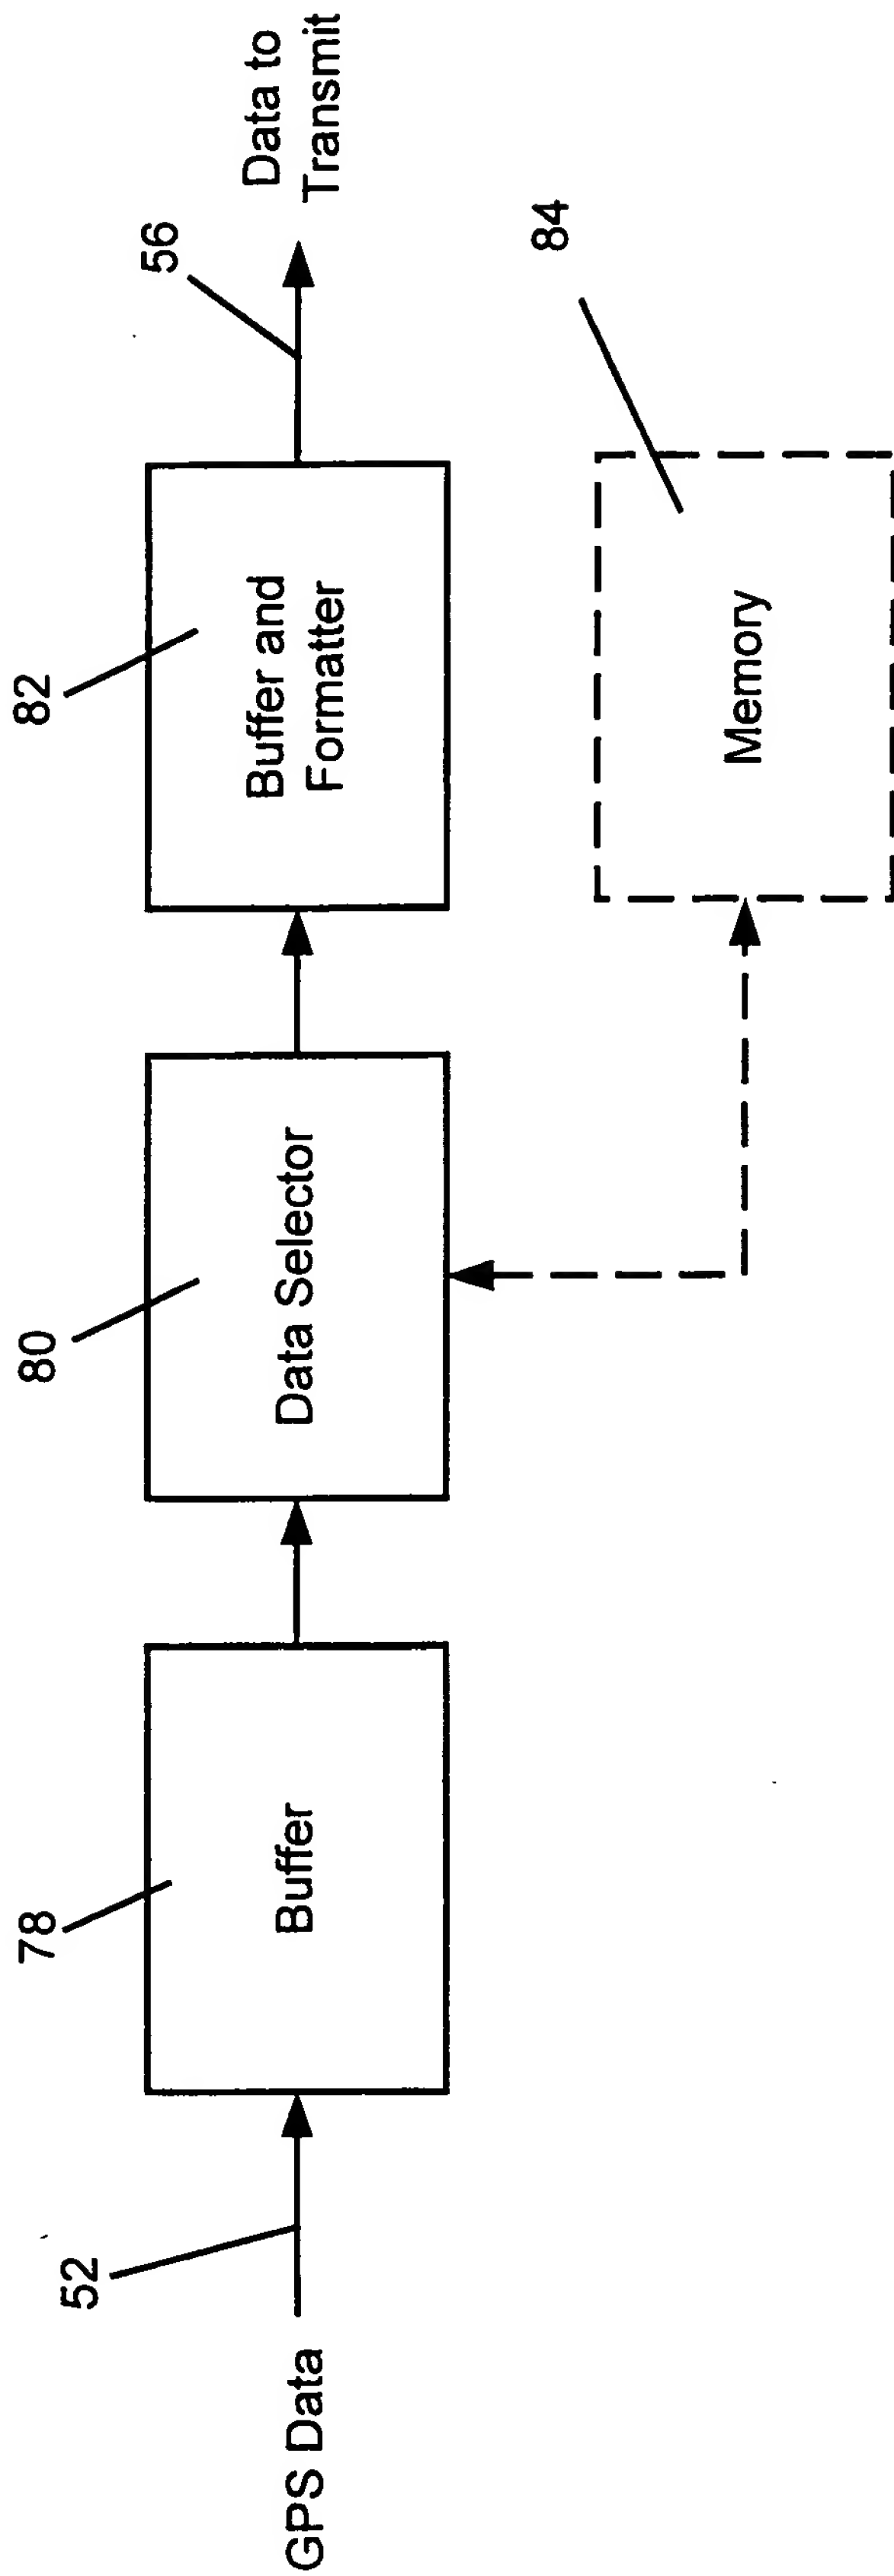 82
56
Data to
Transmit
80
Buffer and
Formatter
78
Data Selector
84
52
Buffer
Memory
GPS Data